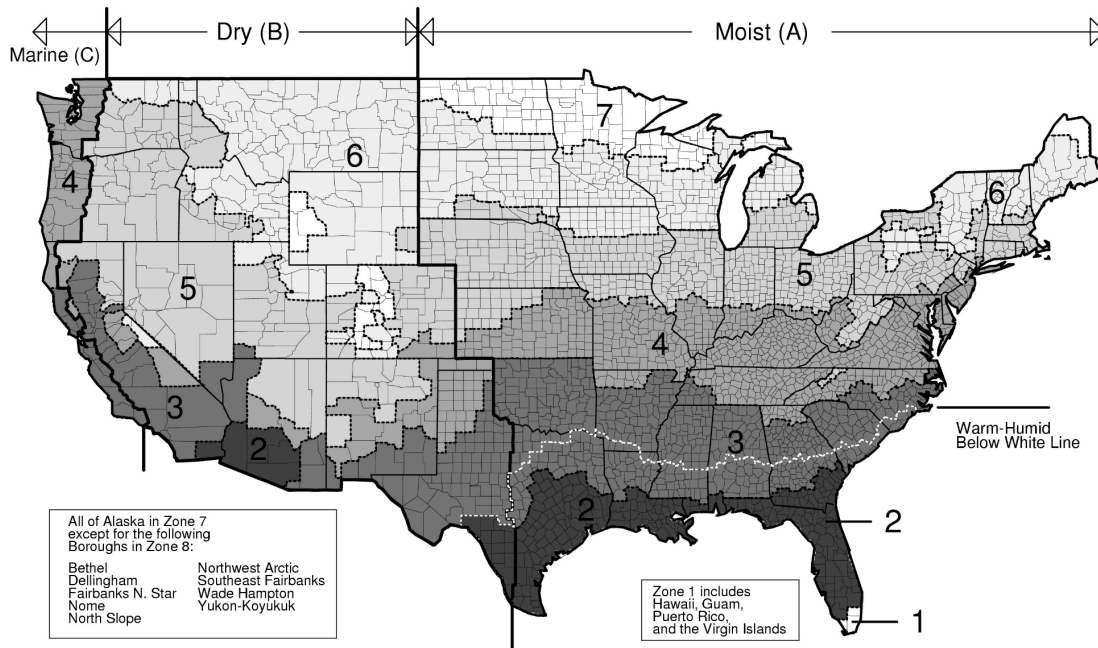 Marine (C)
Dry (B)
Moist (A)
7
6
4
6
5
5
4
3
3
2
2
Warm-Humid
Below White Line
2
1
All of Alaska in Zone 7
except for the following
Boroughs in Zone 8:
Bethel
Dellingham
Fairbanks N. Star
Nome
North Slope
Northwest Arctic
Southeast Fairbanks
Wade Hampton
Yukon-Koyukuk
Zone 1 includes
Hawaii, Guam,
Puerto Rico,
and the Virgin Islands